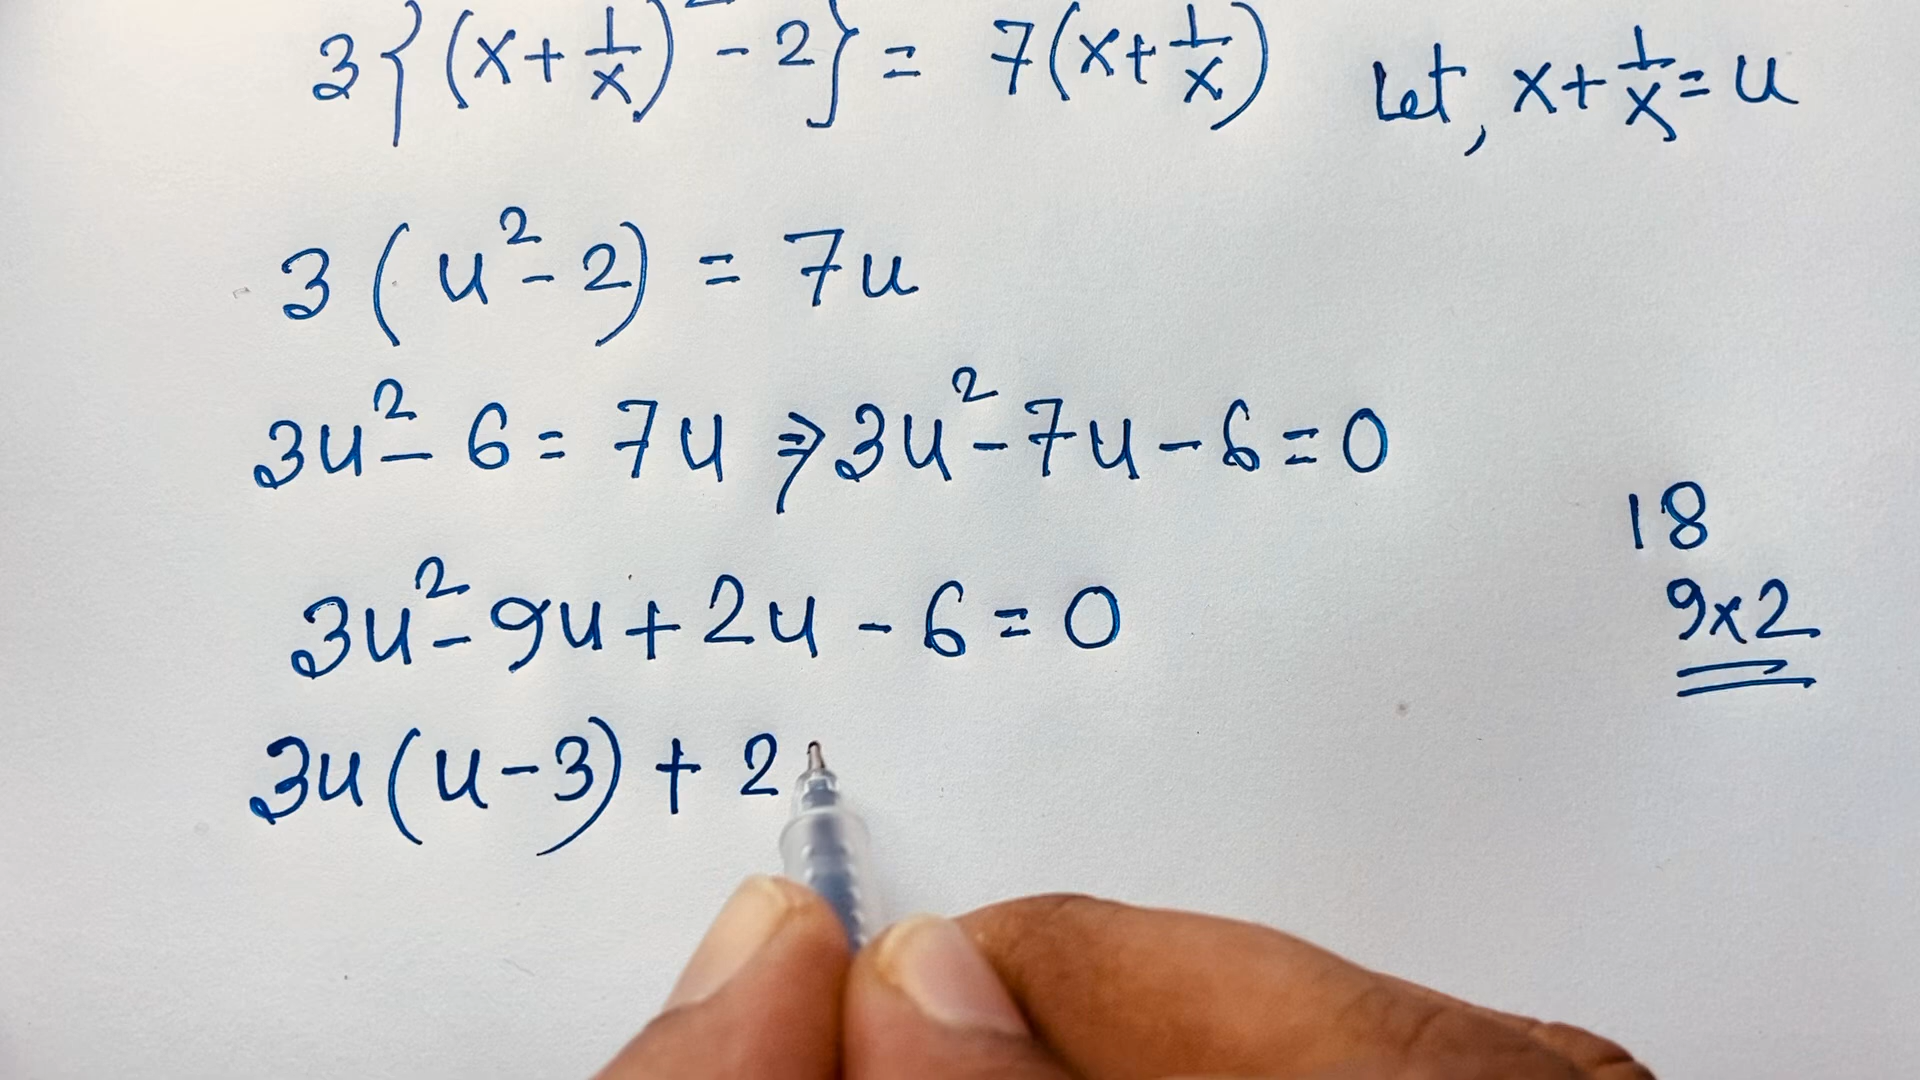 3{(x+1/x)² - 2} = 7(x+1/x) Let, x+1/x = u
3(u² - 2) = 7u
3u² - 6 = 7u ⇒ 3u² - 7u - 6 = 0
18
9x2
3u² - 9u + 2u - 6 = 0
3u(u-3) + 2